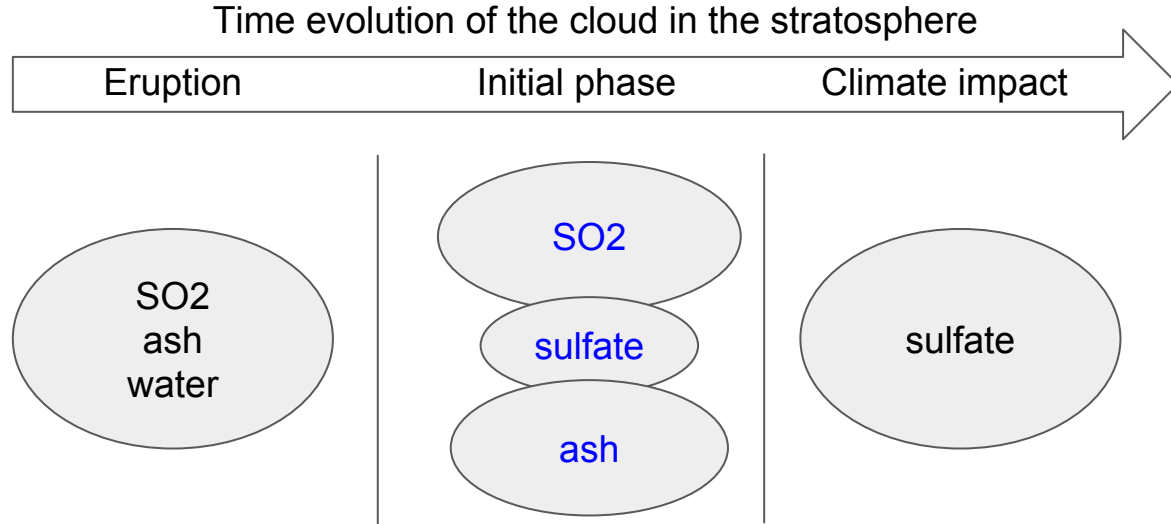 Time evolution of the cloud in the stratosphere
Eruption
Initial phase
Climate impact
SO2
ash
water
SO2
sulfate
ash
sulfate